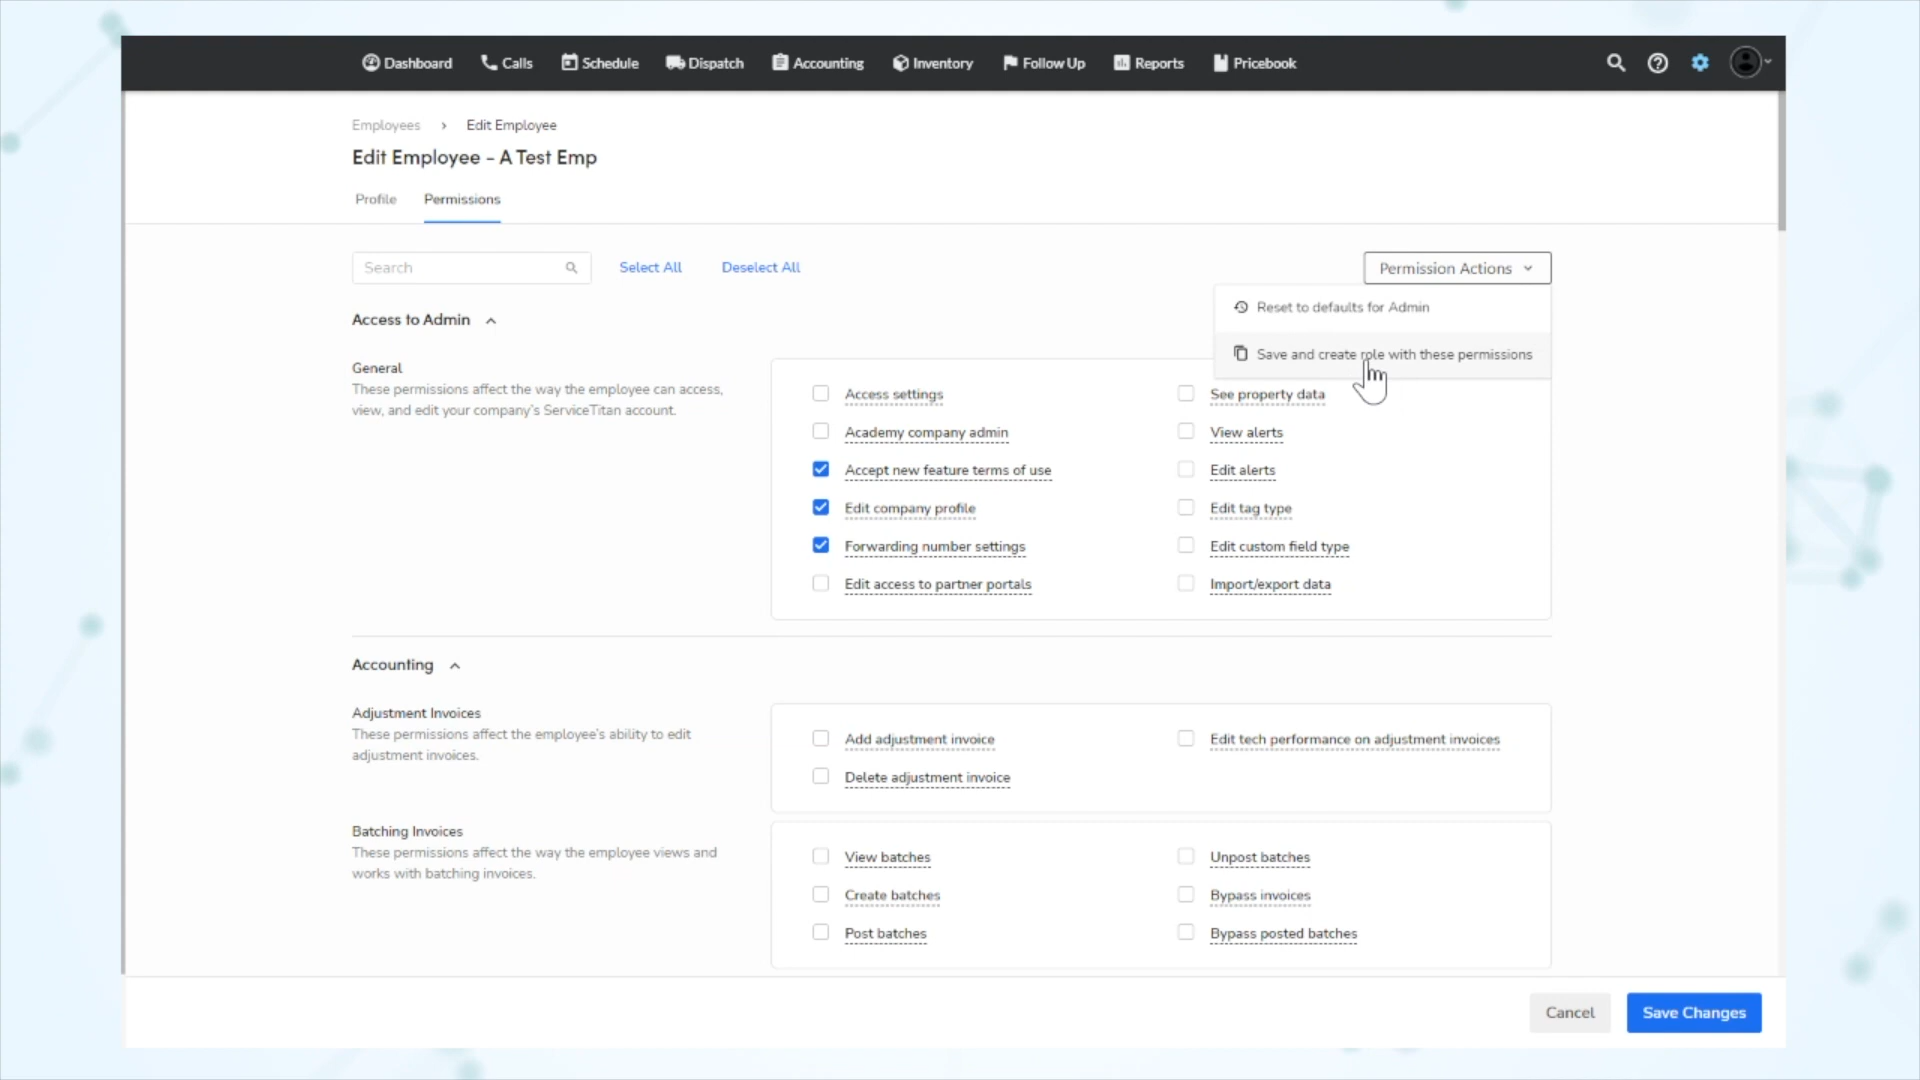 Dashboard Calls Schedule Dispatch Accounting Inventory Follow Up Reports Pricebook
Employees > Edit Employee
Edit Employee - A Test Emp
Profile Permissions
Search Select All Deselect All Permission Actions
Reset to defaults for Admin
Save and create role with these permissions
Access to Admin
General
These permissions affect the way the employee can access,
view, and edit your company's ServiceTitan account.
Access settings See property data
Academy company admin View alerts
Accept new feature terms of use Edit alerts
Edit company profile Edit tag type
Forwarding number settings Edit custom field type
Edit access to partner portals Import/export data
Accounting
Adjustment Invoices
These permissions affect the employee's ability to edit
adjustment invoices.
Add adjustment invoice Edit tech performance on adjustment invoices
Delete adjustment invoice
Batching Invoices
These permissions affect the way the employee views and
works with batching invoices.
View batches Unpost batches
Create batches Bypass invoices
Post batches Bypass posted batches
Cancel Save Changes